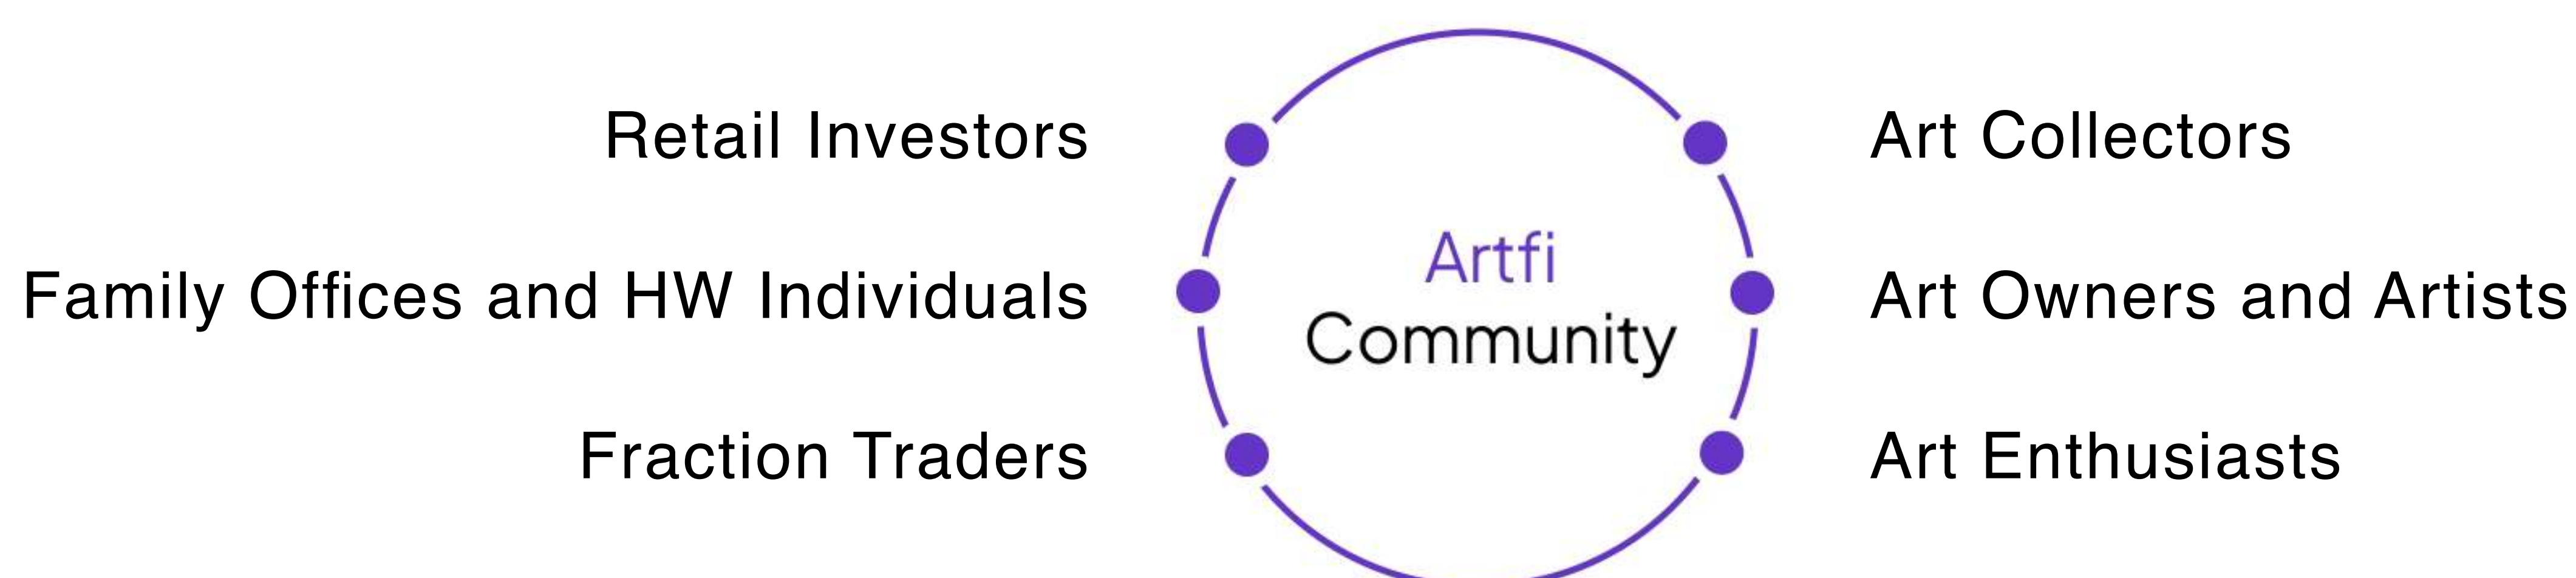 Retail Investors
Family Offices and HW Individuals
Fraction Traders
Artfi
Community
Art Collectors
Art Owners and Artists
Art Enthusiasts